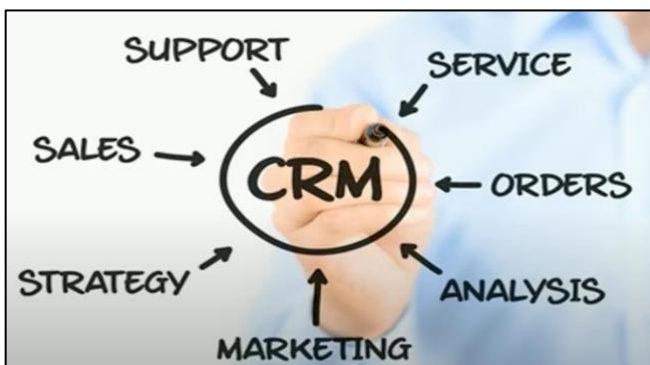 SUPPORT
SERVICE
SALES
CRM
ORDERS
STRATEGY
ANALYSIS
MARKETING